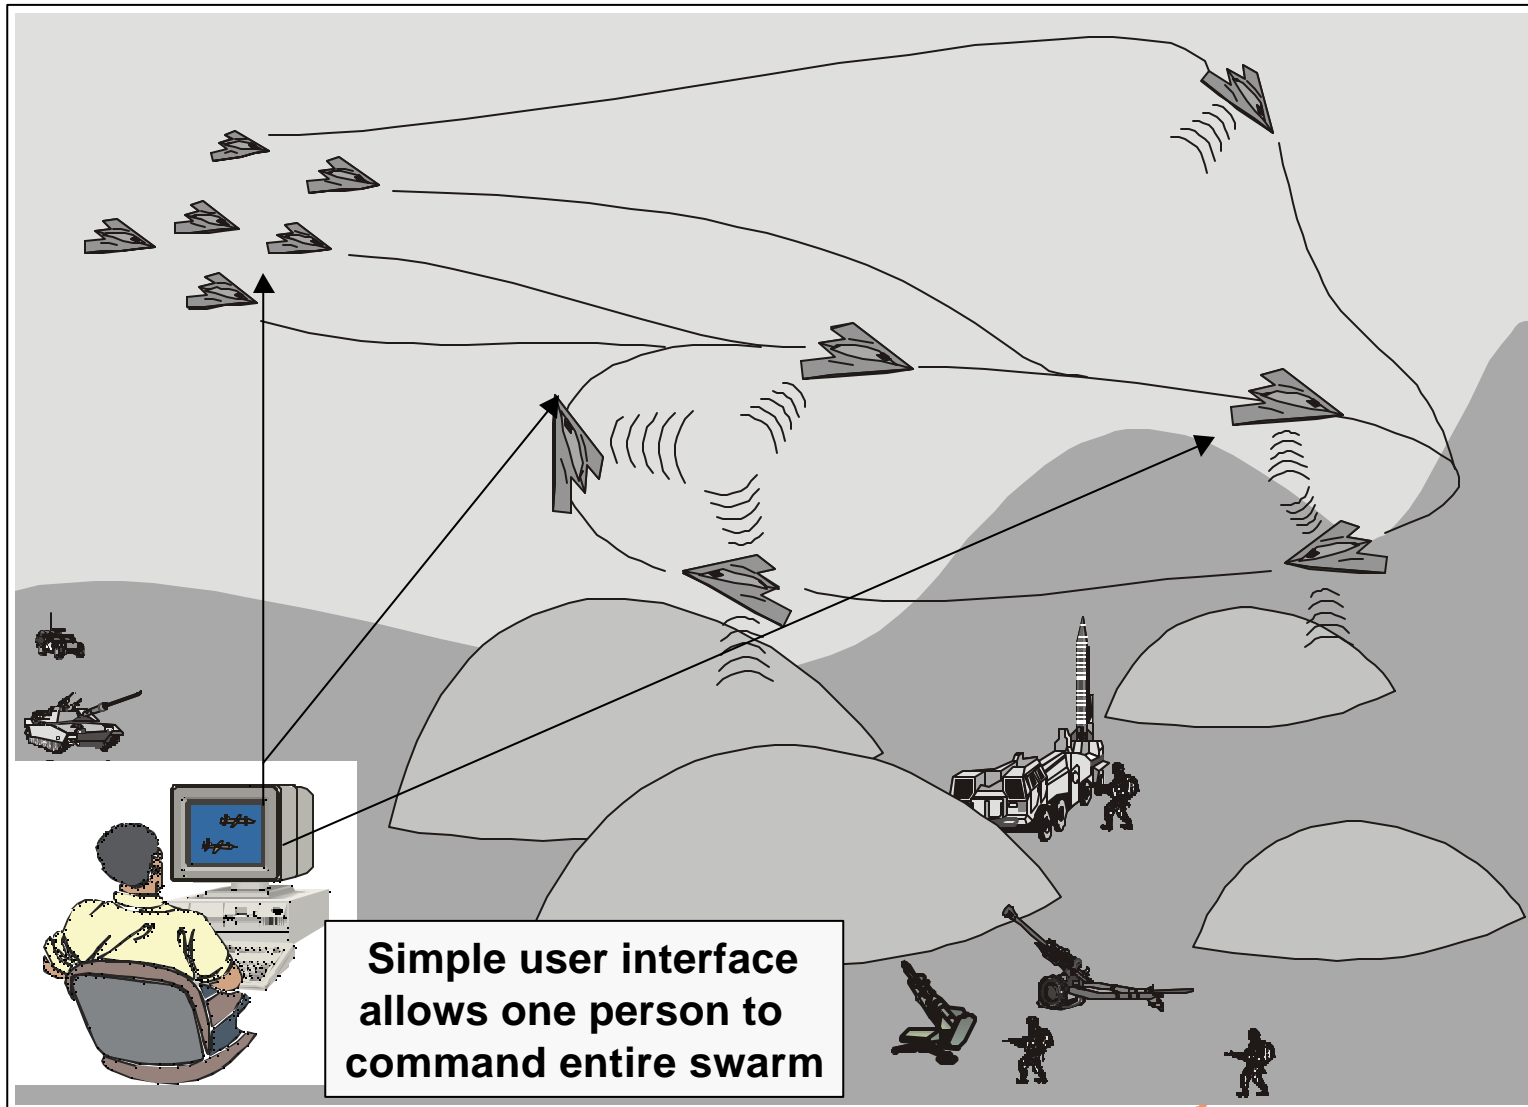 Simple user interface
allows one person to
command entire swarm